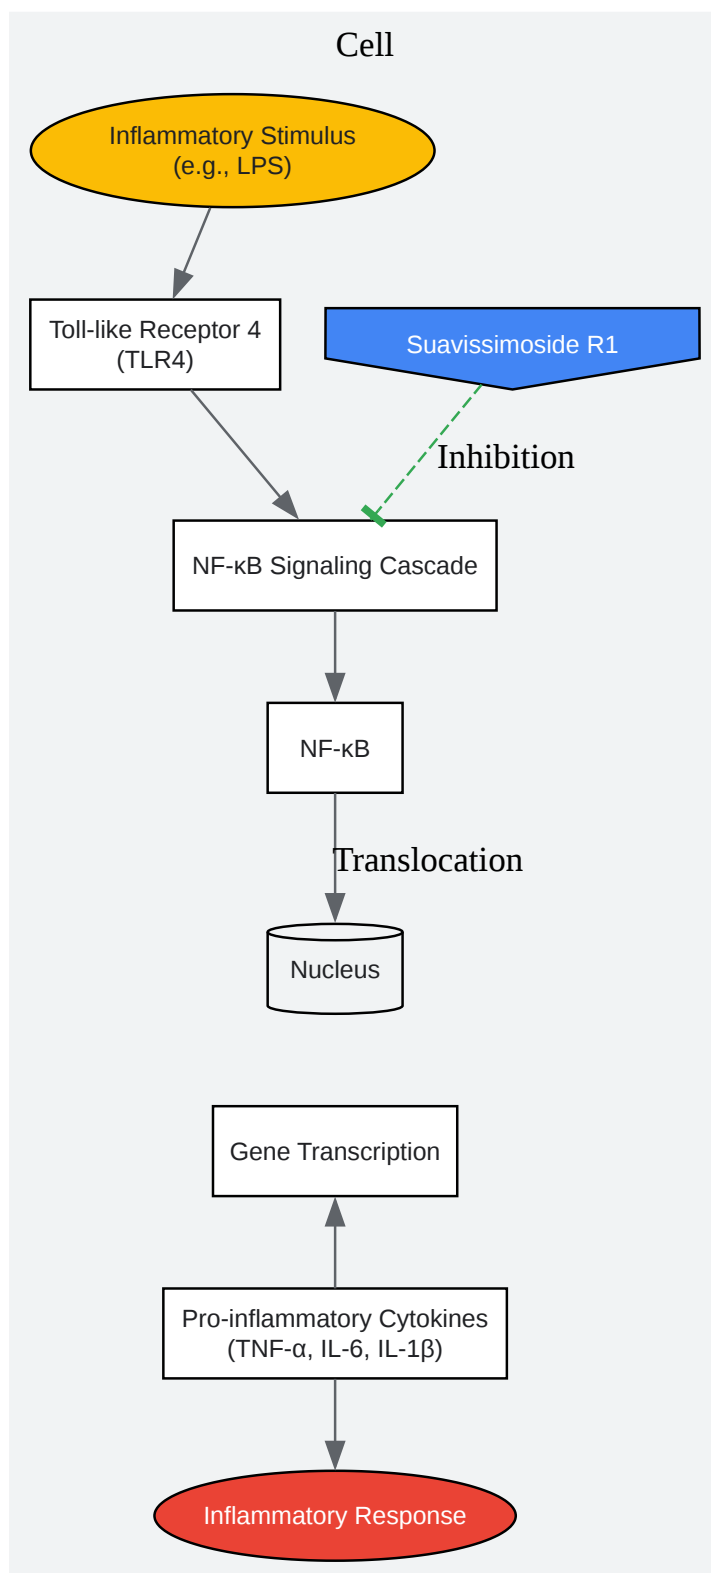 Cell
Inflammatory Stimulus
(e.g., LPS)
Toll-like Receptor 4
(TLR4)
Suavissimoside R1
Inhibition
NF-κB Signaling Cascade
NF-κB
Translocation
Nucleus
Gene Transcription
Pro-inflammatory Cytokines
(TNF-α, IL-6, IL-1β)
Inflammatory Response